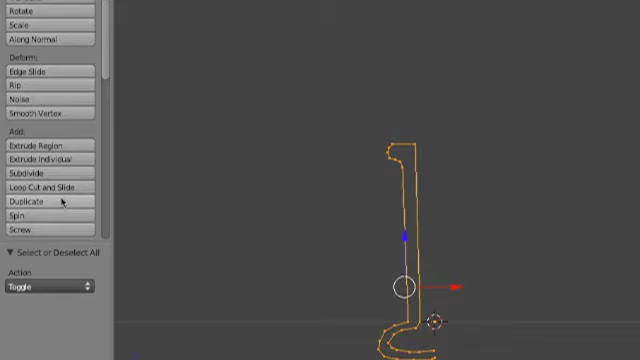 Rotate
Scale
Along Normal
Deform:
Edge Slide
Rip
Noise
Smooth Vertex
Add:
Extrude Region
Extrude Individual
Subdivide
Loop Cut and Slide
Duplicate
Spin
Screw
Select or Deselect All
Action
Toggle